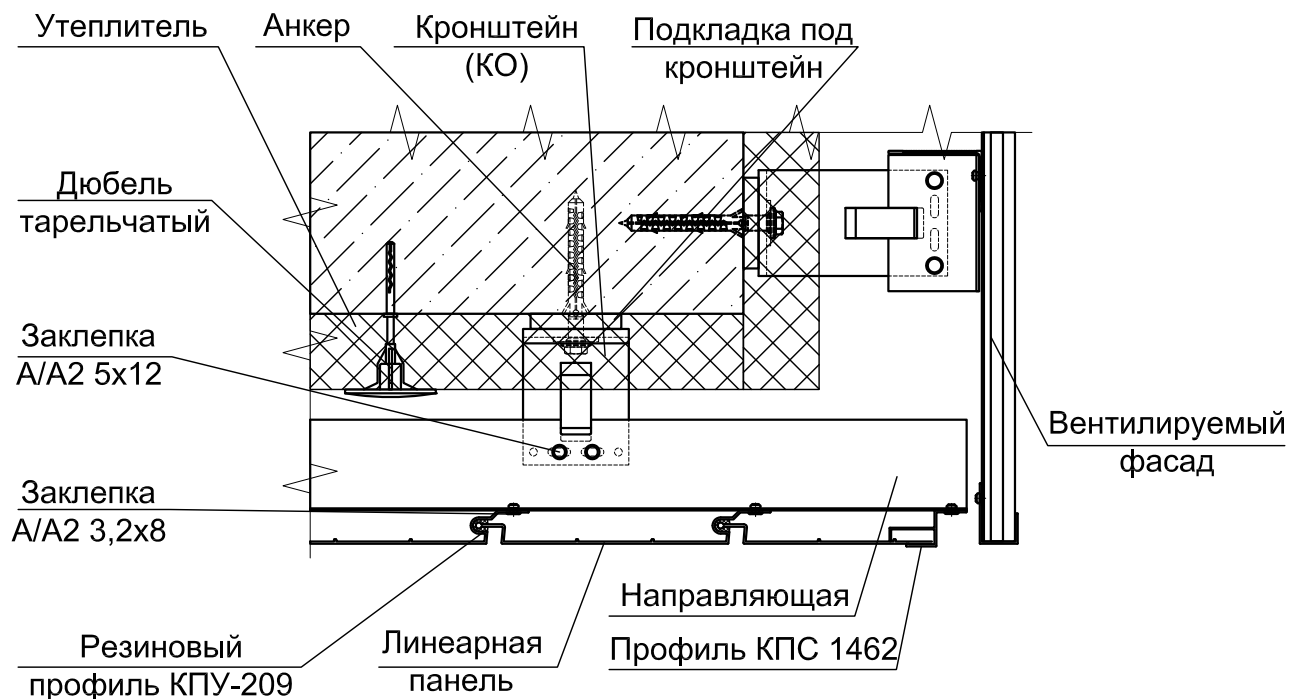 Утеплитель
Анкер
Кронштейн
(КО)
Подкладка под
кронштейн
Дюбель
тарельчатый
Заклепка
А/А2 5х12
Вентилируемый
фасад
Заклепка
А/А2 3,2х8
Направляющая
Резиновый
профиль КПУ-209
Линеарная
панель
Профиль КПС 1462